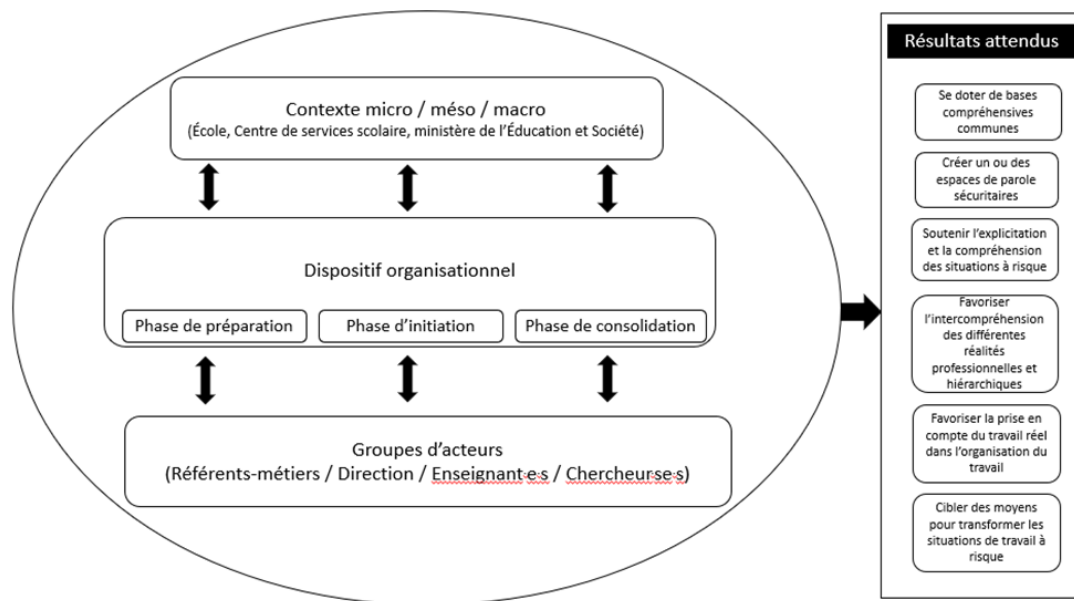 Contexte micro / méso / macro
(École, Centre de services scolaire, ministère de l'Éducation et Société)
Dispositif organisationnel
Phase de préparation
Phase d'initiation
Phase de consolidation
Groupes d'acteurs
(Référents-métiers / Direction / Enseignant·e·s / Chercheur·se·s)
Résultats attendus
Se doter de bases
compréhensives
communes
Créer un ou des
espaces de parole
sécuritaires
Soutenir l'explicitation
et la compréhension
des situations à risque
Favoriser
l'intercompréhension
des différentes
réalités
professionnelles et
hiérarchiques
Favoriser la prise en
compte du travail réel
dans l'organisation du
travail
Cibler des moyens
pour transformer les
situations de travail à
risque